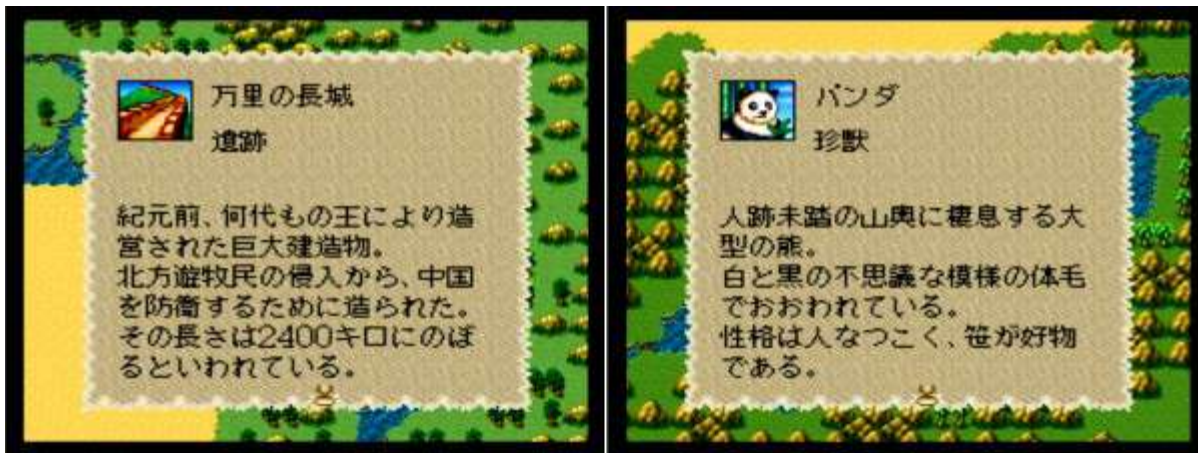 万里の長城
遺跡
紀元前、何代もの王により造
営された巨大建造物。
北方遊牧民の侵入から、中国
を防衛するために造られた。
その長さは2400キロにのぼ
るといわれている。
パンダ
珍獣
人跡未踏の山奥に棲息する大
型の熊。
白と黒の不思議な模様の体毛
でおおわれている。
性格は人なつこく、笹が好物
である。